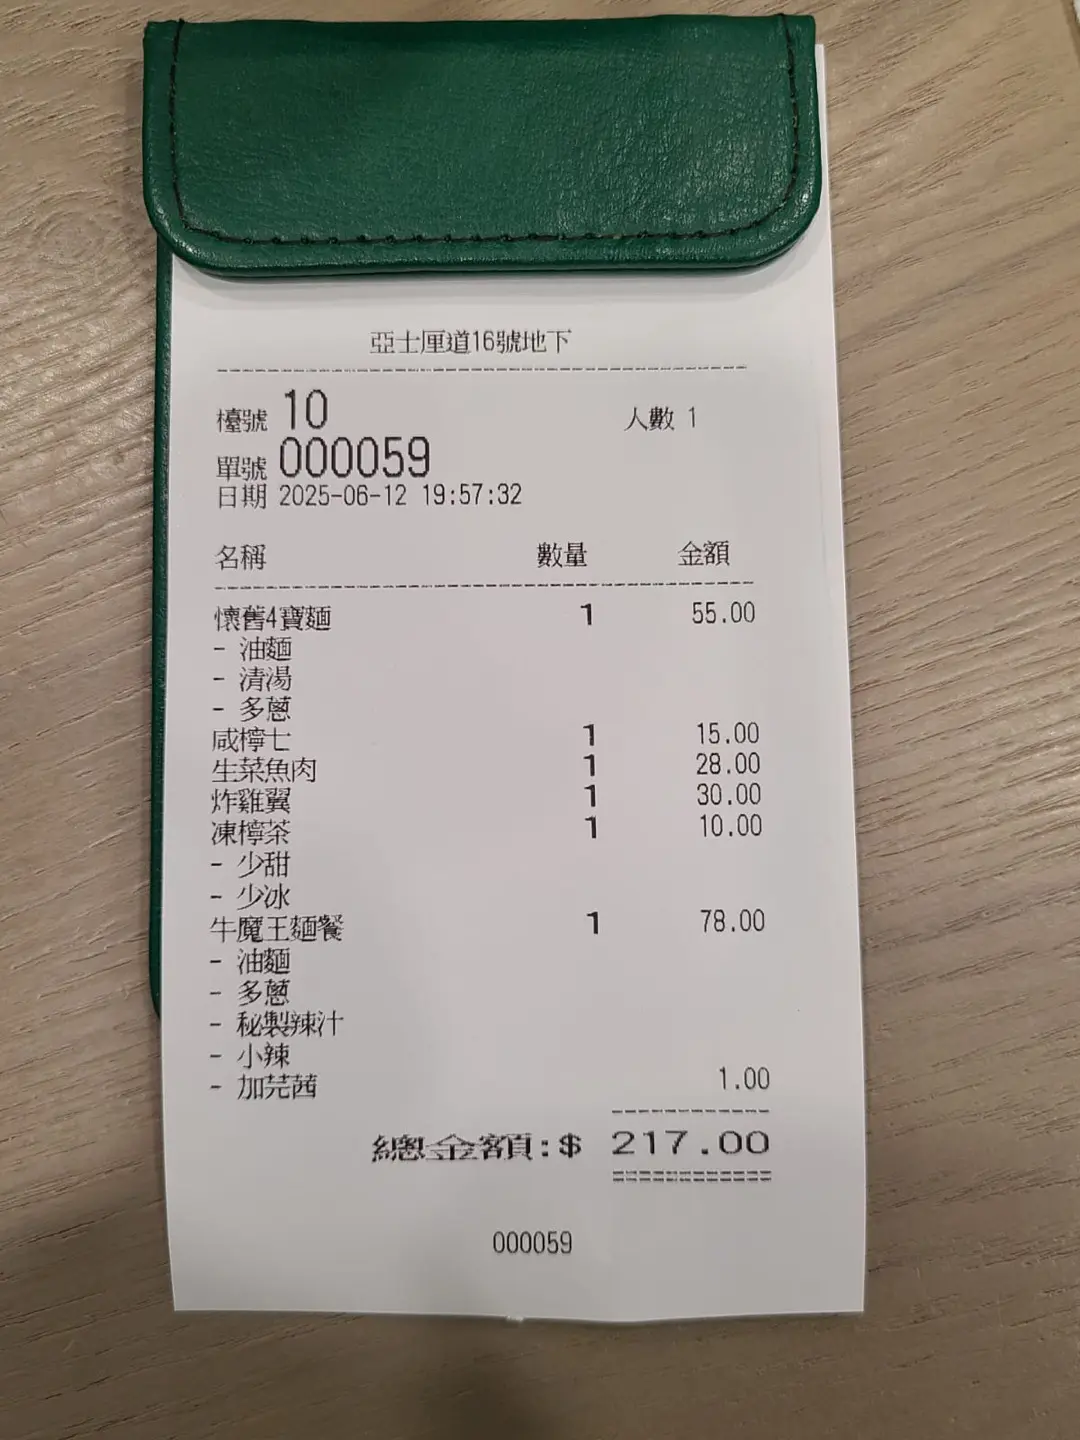 亞士厘道16號地下
檯號 10 人數 1
單號 000059
日期 2025-06-12 19:57:32
名稱 數量 金額
懷舊4寶麵 1 55.00
- 油麵
- 清湯
- 多蔥
咸檸七 1 15.00
生菜魚肉 1 28.00
炸雞翼 1 30.00
凍檸茶 1 10.00
- 少甜
- 少冰
牛魔王麵餐 1 78.00
- 油麵
- 多蔥
- 秘製辣汁
- 小辣
- 加芫茜 1.00
總金額:$ 217.00
000059